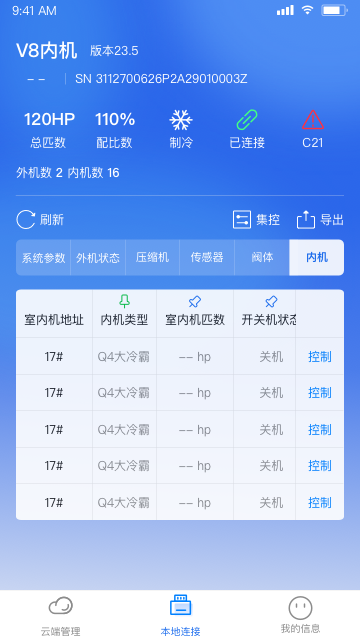 9:41 AM
V8内机 版本23.5
-- SN 3112700626P2A29010003Z
120HP 110%
总匹数 配比数 制冷 已连接 C21
外机数 2 内机数 16
刷新 集控 导出
系统参数 外机状态 压缩机 传感器 阀体 内机
室内机地址 内机类型 室内机匹数 开关机状态
17# Q4大冷霸 -- hp 关机 控制
17# Q4大冷霸 -- hp 关机 控制
17# Q4大冷霸 -- hp 关机 控制
17# Q4大冷霸 -- hp 关机 控制
17# Q4大冷霸 -- hp 关机 控制
云端管理 本地连接 我的信息